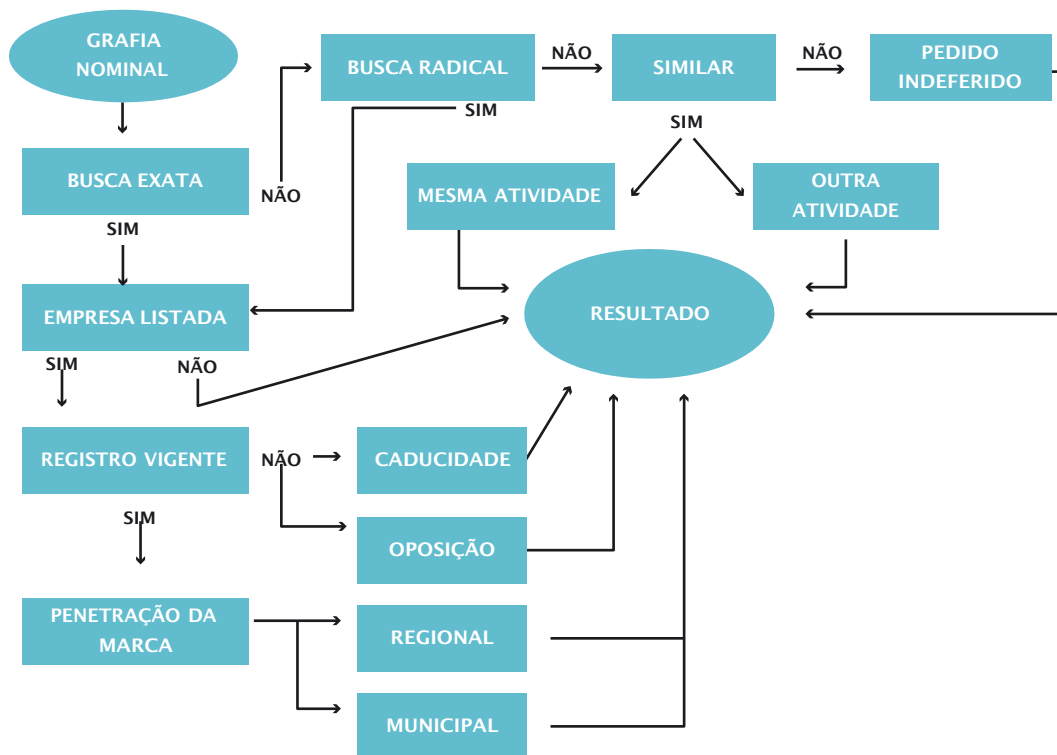 GRAFIA
NOMINAL
BUSCA RADICAL
NÃO
SIMILAR
NÃO
PEDIDO
INDEFERIDO
SIM
SIM
BUSCA EXATA
NÃO
MESMA ATIVIDADE
OUTRA
ATIVIDADE
SIM
EMPRESA LISTADA
RESULTADO
SIM
NÃO
REGISTRO VIGENTE
NÃO
CADUCIDADE
SIM
OPOSIÇÃO
PENETRAÇÃO DA
MARCA
REGIONAL
MUNICIPAL